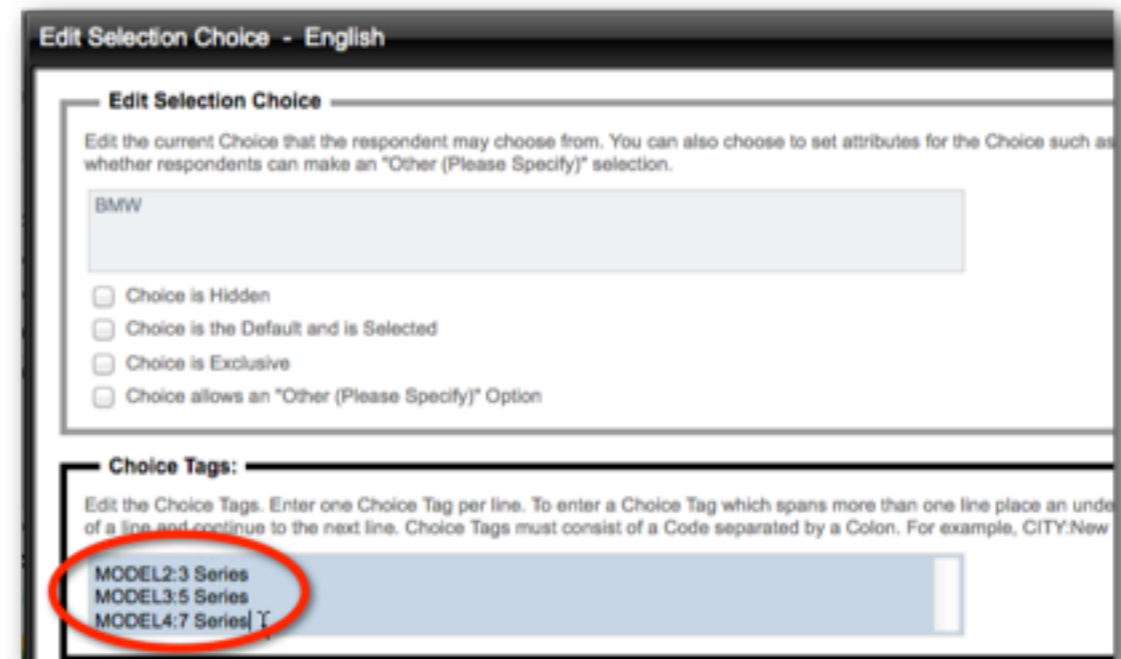 Edit Selection Choice - English
Edit Selection Choice
Edit the current Choice that the respondent may choose from. You can also choose to set attributes for the Choice such as
whether respondents can make an "Other (Please Specify)" selection.
BMW
Choice is Hidden
Choice is the Default and is Selected
Choice is Exclusive
Choice allows an "Other (Please Specify)" Option
Choice Tags:
Edit the Choice Tags. Enter one Choice Tag per line. To enter a Choice Tag which spans more than one line place an unde
of a line and continue to the next line. Choice Tags must consist of a Code separated by a Colon. For example, CITY:New
MODEL2:3 Series
MODEL3:5 Series
MODEL4:7 Series